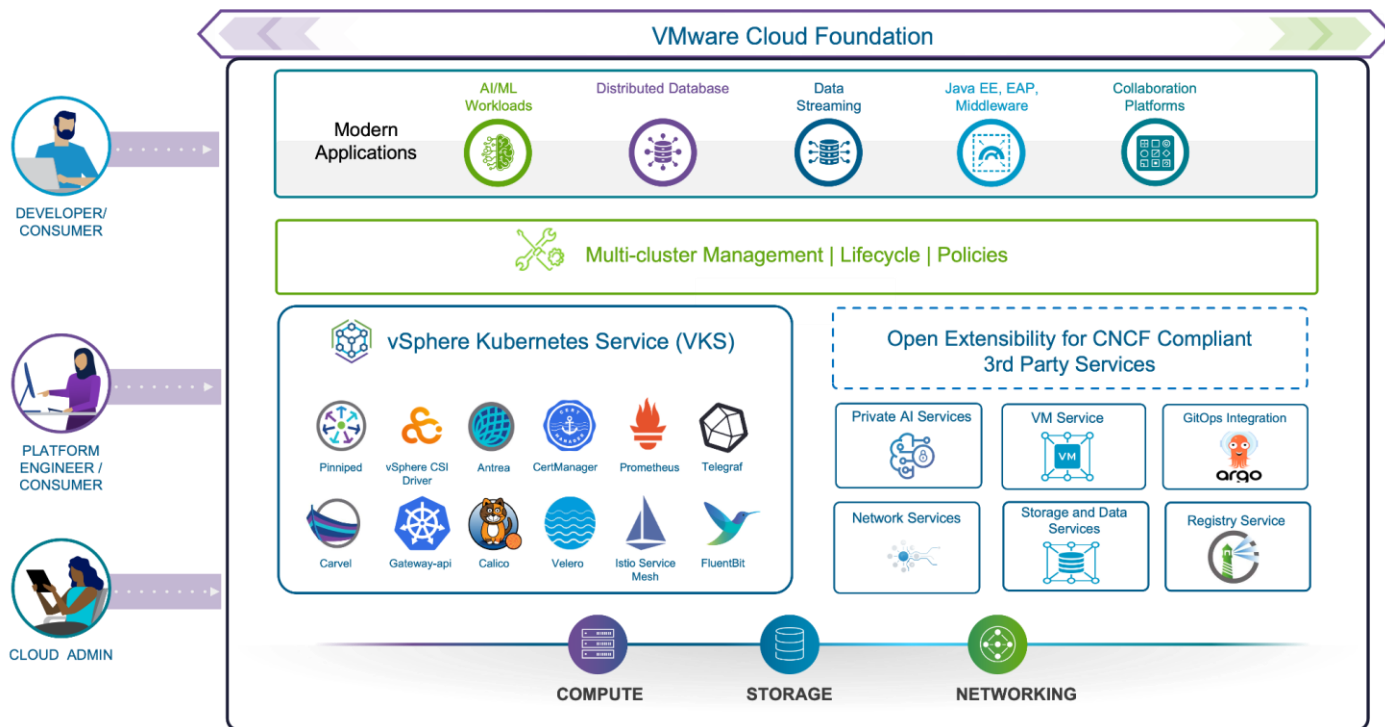 VMware Cloud Foundation
DEVELOPER/
CONSUMER
PLATFORM
ENGINEER /
CONSUMER
CLOUD ADMIN
Modern
Applications
AI/ML
Workloads
Distributed Database
Data
Streaming
Java EE, EAP,
Middleware
Collaboration
Platforms
Multi-cluster Management | Lifecycle | Policies
vSphere Kubernetes Service (VKS)
Pinniped
vSphere CSI
Driver
Antrea
CERT
MANAGER
CertManager
Prometheus
Telegraf
Carvel
Gateway-api
Calico
Velero
Istio Service
Mesh
FluentBit
Open Extensibility for CNCF Compliant
3rd Party Services
Private AI Services
VM Service
VM
GitOps Integration
argo
Network Services
Storage and Data
Services
Registry Service
COMPUTE
STORAGE
NETWORKING